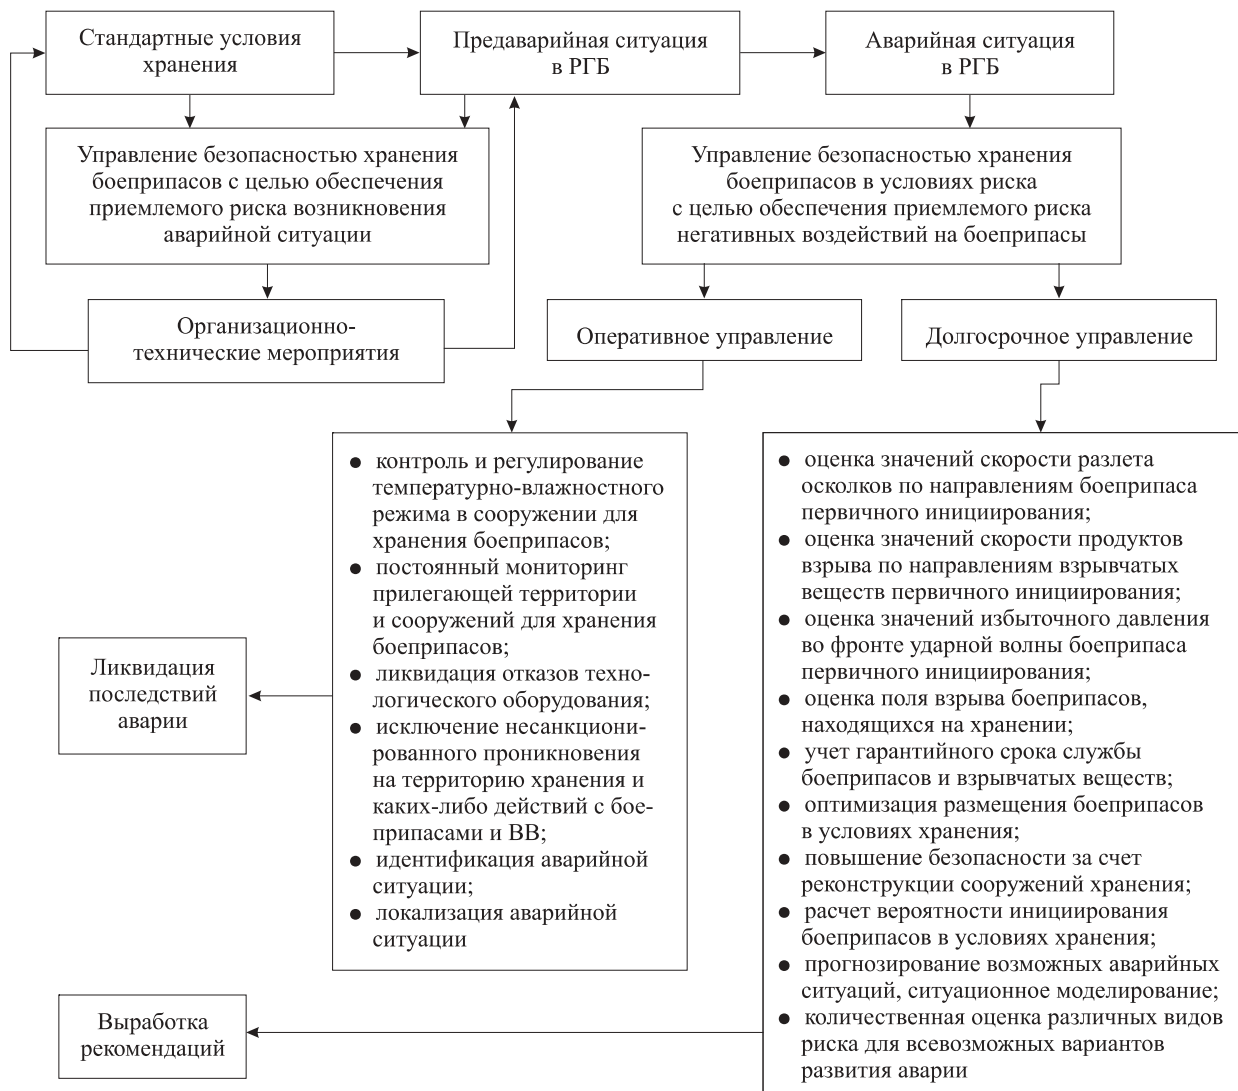 Стандартные условия
хранения
Предаварийная ситуация
в РГБ
Аварийная ситуация
в РГБ
Управление безопасностью хранения
боеприпасов с целью обеспечения
приемлемого риска возникновения
аварийной ситуации
Управление безопасностью хранения
боеприпасов в условиях риска
с целью обеспечения приемлемого риска
негативных воздействий на боеприпасы
Организационно-
технические мероприятия
Оперативное управление
Долгосрочное управление
● контроль и регулирование
температурно-влажностного
режима в сооружении для
хранения боеприпасов;
● постоянный мониторинг
прилегающей территории
и сооружений для хранения
боеприпасов;
● ликвидация отказов техно-
логического оборудования;
● исключение несанкциони-
рованного проникновения
на территорию хранения и
каких-либо действий с бое-
припасами и ВВ;
● идентификация аварийной
ситуации;
● локализация аварийной
ситуации
● оценка значений скорости разлета
осколков по направлениям боеприпаса
первичного инициирования;
● оценка значений скорости продуктов
взрыва по направлениям взрывчатых
веществ первичного инициирования;
● оценка значений избыточного давления
во фронте ударной волны боеприпаса
первичного инициирования;
● оценка поля взрыва боеприпасов,
находящихся на хранении;
● учет гарантийного срока службы
боеприпасов и взрывчатых веществ;
● оптимизация размещения боеприпасов
в условиях хранения;
● повышение безопасности за счет
реконструкции сооружений хранения;
● расчет вероятности инициирования
боеприпасов в условиях хранения;
● прогнозирование возможных аварийных
ситуаций, ситуационное моделирование;
● количественная оценка различных видов
риска для всевозможных вариантов
развития аварии
Ликвидация
последствий
аварии
Выработка
рекомендаций